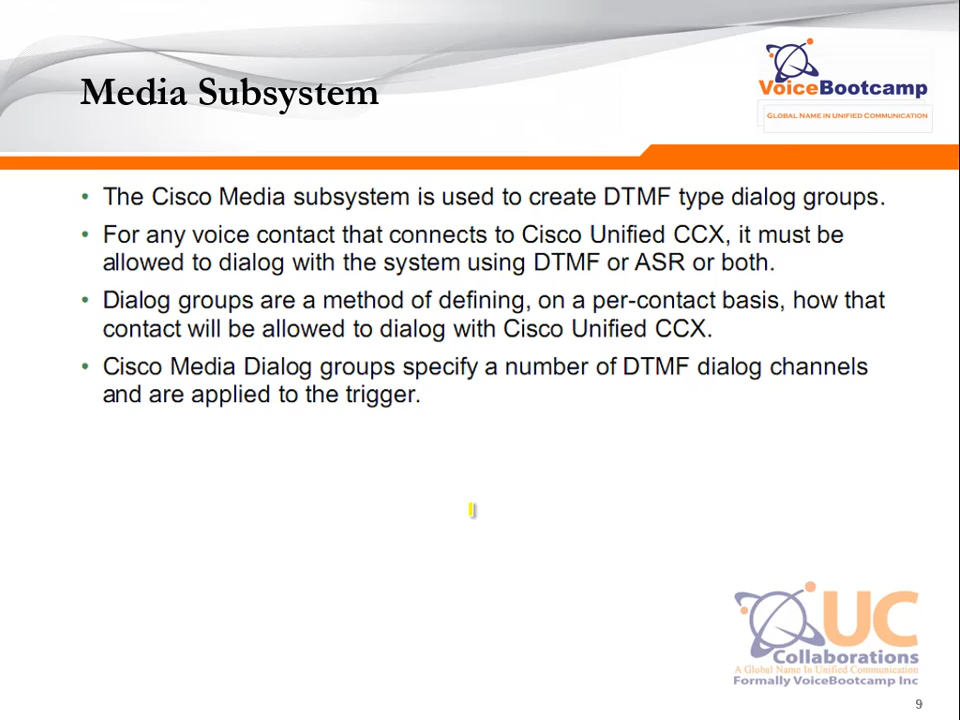 Media Subsystem
VoiceBootcamp
Global Name in Unified Communication
• The Cisco Media subsystem is used to create DTMF type dialog groups.
• For any voice contact that connects to Cisco Unified CCX, it must be
allowed to dialog with the system using DTMF or ASR or both.
• Dialog groups are a method of defining, on a per-contact basis, how that
contact will be allowed to dialog with Cisco Unified CCX.
• Cisco Media Dialog groups specify a number of DTMF dialog channels
and are applied to the trigger.
UC
Collaborations
A Global Name In Unified Communication
Formally VoiceBootcamp Inc
9